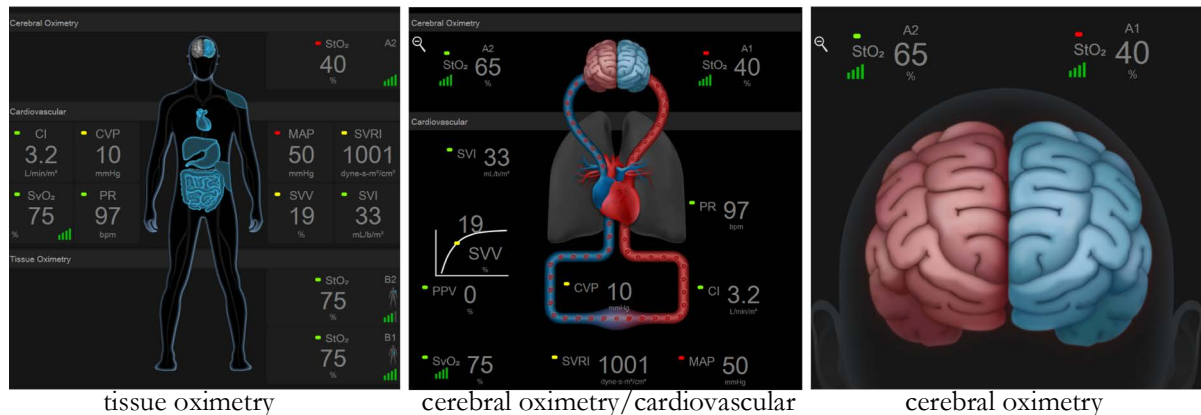 Cerebral Oximetry
StO₂ A2
40
%
Cardiovascular
CI CVP
3.2 10
L/min/m² mmHg
SvO₂ PR
75 97
% bpm
MAP SVRI
50 1001
mmHg dyne-s-m²/cm⁵
SVV SVI
19 33
% mL/b/m²
Tissue Oximetry
StO₂ B2
75
%
StO₂ B1
75
%
tissue oximetry
Cerebral Oximetry
A2
StO₂ 65
%
A1
StO₂ 40
%
Cardiovascular
SVI 33
mL/b/m²
PR 97
bpm
19
SVV
%
PPV 0
%
CVP 10
mmHg
CI 3.2
L/min/m²
SvO₂ 75
%
SVRI 1001
dyne-s-m²/cm⁵
MAP 50
mmHg
cerebral oximetry/cardiovascular
A2
StO₂ 65
%
A1
StO₂ 40
%
cerebral oximetry